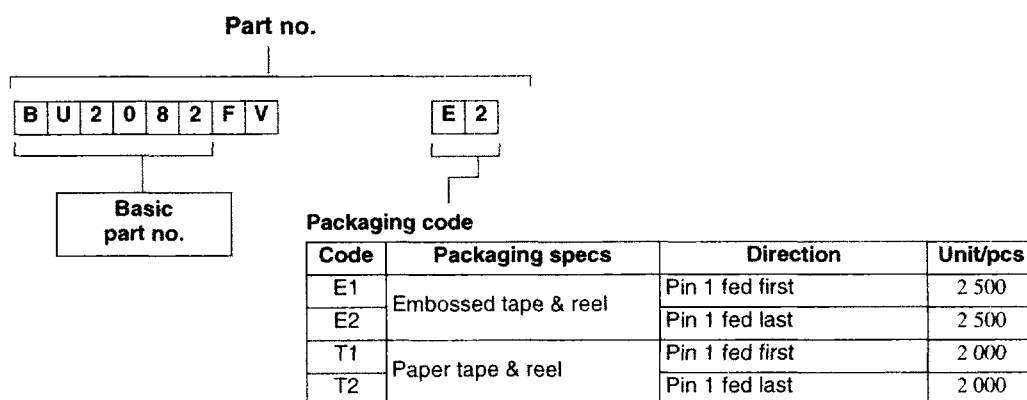 Part no.
B U 2 0 8 2 F V E 2
Basic
part no.
Packaging code
Code Packaging specs Direction Unit/pcs
E1 Embossed tape & reel Pin 1 fed first 2 500
E2 Pin 1 fed last 2 500
T1 Paper tape & reel Pin 1 fed first 2 000
T2 Pin 1 fed last 2 000